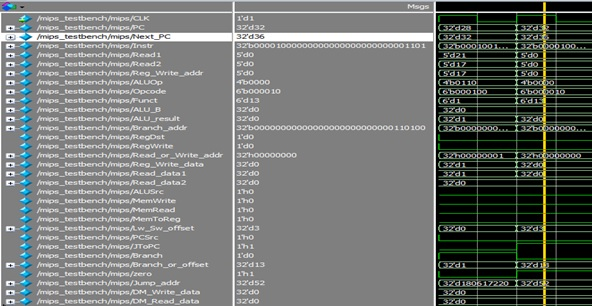 Msgs
/mips_testbench/mips/CLK 1'd1
/mips_testbench/mips/PC 32'd32 32'd28 32'd32
/mips_testbench/mips/Next_PC 32'd36 32'd32 32'd36
/mips_testbench/mips/Instr 32'b00001000000000000000000000001101 32'b0001001... 32'b00001...
/mips_testbench/mips/Read1 5'd0 5'd21 5'd0
/mips_testbench/mips/Read2 5'd0 5'd17 5'd0
/mips_testbench/mips/Reg_Write_addr 5'd0 5'd17 5'd0
/mips_testbench/mips/ALUOp 4'b0000 4'b0110 4'b0000
/mips_testbench/mips/Opcode 6'b000010 6'b000100 6'b000010
/mips_testbench/mips/Funct 6'd13 6'd1 6'd13
/mips_testbench/mips/ALU_B 32'd0 32'd0
/mips_testbench/mips/ALU_result 32'd0 32'd1 32'd0
/mips_testbench/mips/Branch_addr 32'b00000000000000000000000000110100 32'b0000000... 32'b0000000...
/mips_testbench/mips/RegDst 1'd0
/mips_testbench/mips/RegWrite 1'd0
/mips_testbench/mips/Read_or_Write_addr 32'h00000000 32'h00000001 32'h00000000
/mips_testbench/mips/Reg_Write_data 32'd0 32'd1 32'd0
/mips_testbench/mips/Read_data1 32'd0 32'd1 32'd0
/mips_testbench/mips/Read_data2 32'd0 32'd0
/mips_testbench/mips/ALUSrc 1'h0
/mips_testbench/mips/MemWrite 1'h0
/mips_testbench/mips/MemRead 1'h0
/mips_testbench/mips/MemToReg 1'h0
/mips_testbench/mips/Lw_Sw_offset 32'd3 32'd0 32'd3
/mips_testbench/mips/PCSrc 1'h0
/mips_testbench/mips/JToPC 1'h1
/mips_testbench/mips/Branch 1'd0
/mips_testbench/mips/Branch_or_offset 32'd13 32'd1 32'd13
/mips_testbench/mips/zero 1'h1
/mips_testbench/mips/Jump_addr 32'd52 32'd180617220 32'd52
/mips_testbench/mips/DM_Write_data 32'd0 32'd0
/mips_testbench/mips/DM_Read_data 32'd0